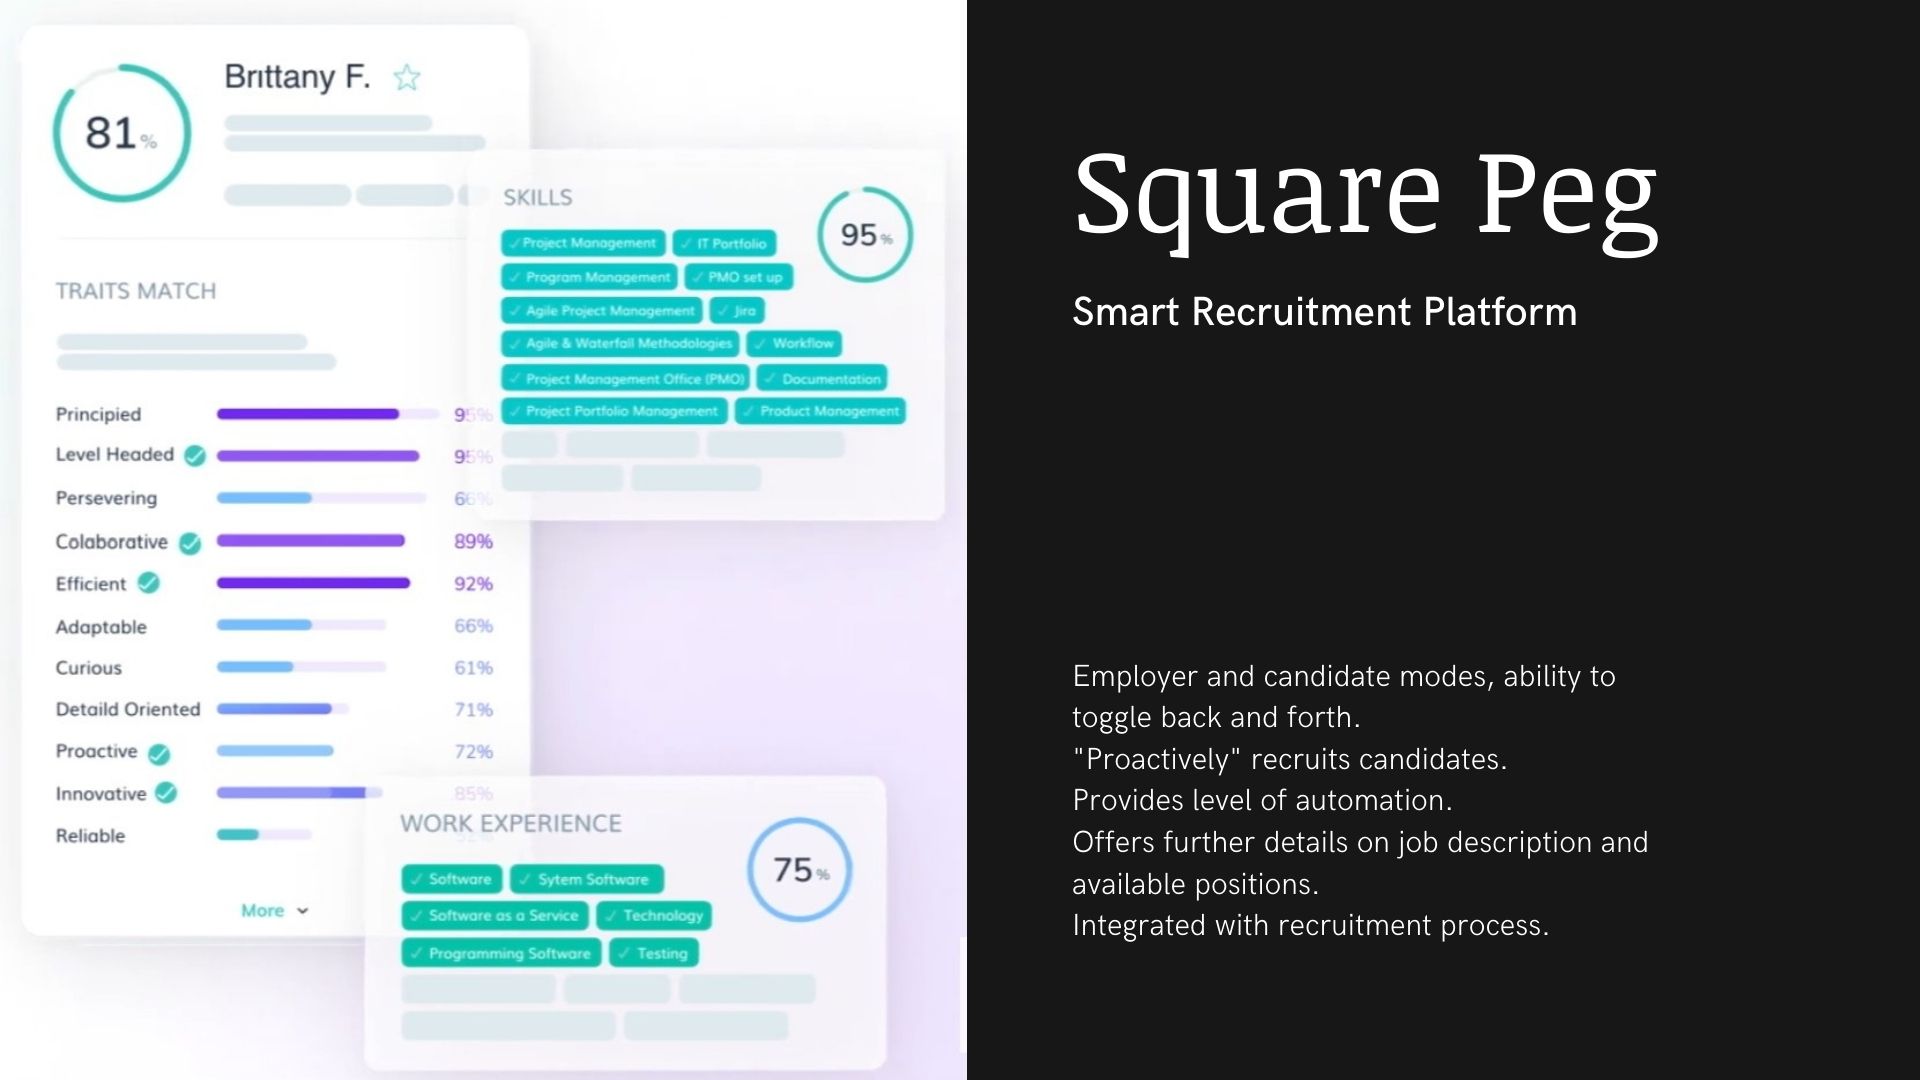 Brıttany F.
81%
TRAITS MATCH
Principied 95%
Level Headed 95%
Persevering 66%
Colaborative 89%
Efficient 92%
Adaptable 66%
Curious 61%
Detaild Oriented 71%
Proactive 72%
Innovative 85%
Reliable
More
SKILLS
95%
Project Management IT Portfolio
Program Management PMO set up
Agile Project Management Jira
Agile & Waterfall Methodologies Workflow
Project Management Office (PMO) Documentation
Project Portfolio Management Product Management
WORK EXPERIENCE
75%
Software Sytem Software
Software as a Service Technology
Programming Software Testing
Square Peg
Smart Recruitment Platform
Employer and candidate modes, ability to
toggle back and forth.
"Proactively" recruits candidates.
Provides level of automation.
Offers further details on job description and
available positions.
Integrated with recruitment process.